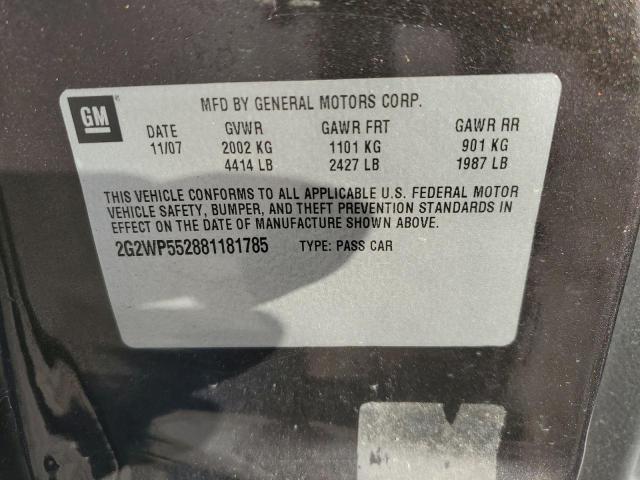 GM
MFD BY GENERAL MOTORS CORP.
DATE GVWR GAWR FRT GAWR RR
11/07 2002 KG 1101 KG 901 KG
4414 LB 2427 LB 1987 LB
THIS VEHICLE CONFORMS TO ALL APPLICABLE U.S. FEDERAL MOTOR
VEHICLE SAFETY, BUMPER, AND THEFT PREVENTION STANDARDS IN
EFFECT ON THE DATE OF MANUFACTURE SHOWN ABOVE.
2G2WP552881181785 TYPE: PASS CAR